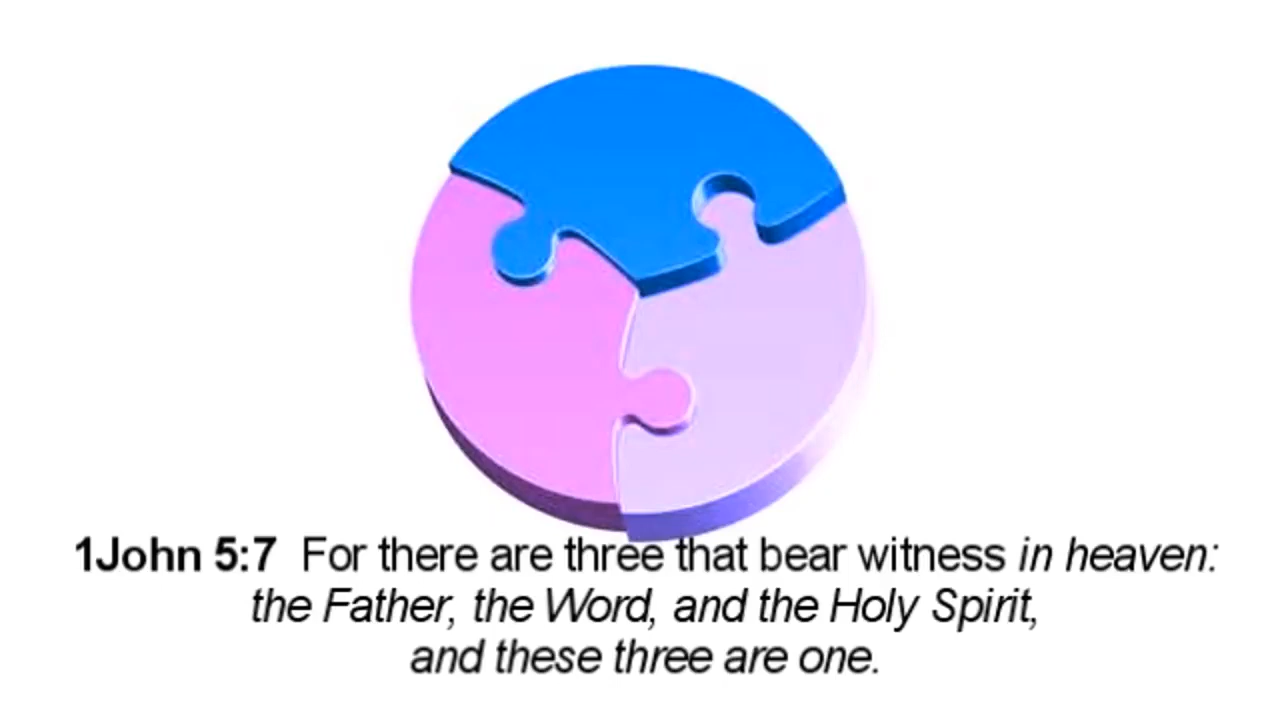 1John 5:7 For there are three that bear witness in heaven:
the Father, the Word, and the Holy Spirit,
and these three are one.